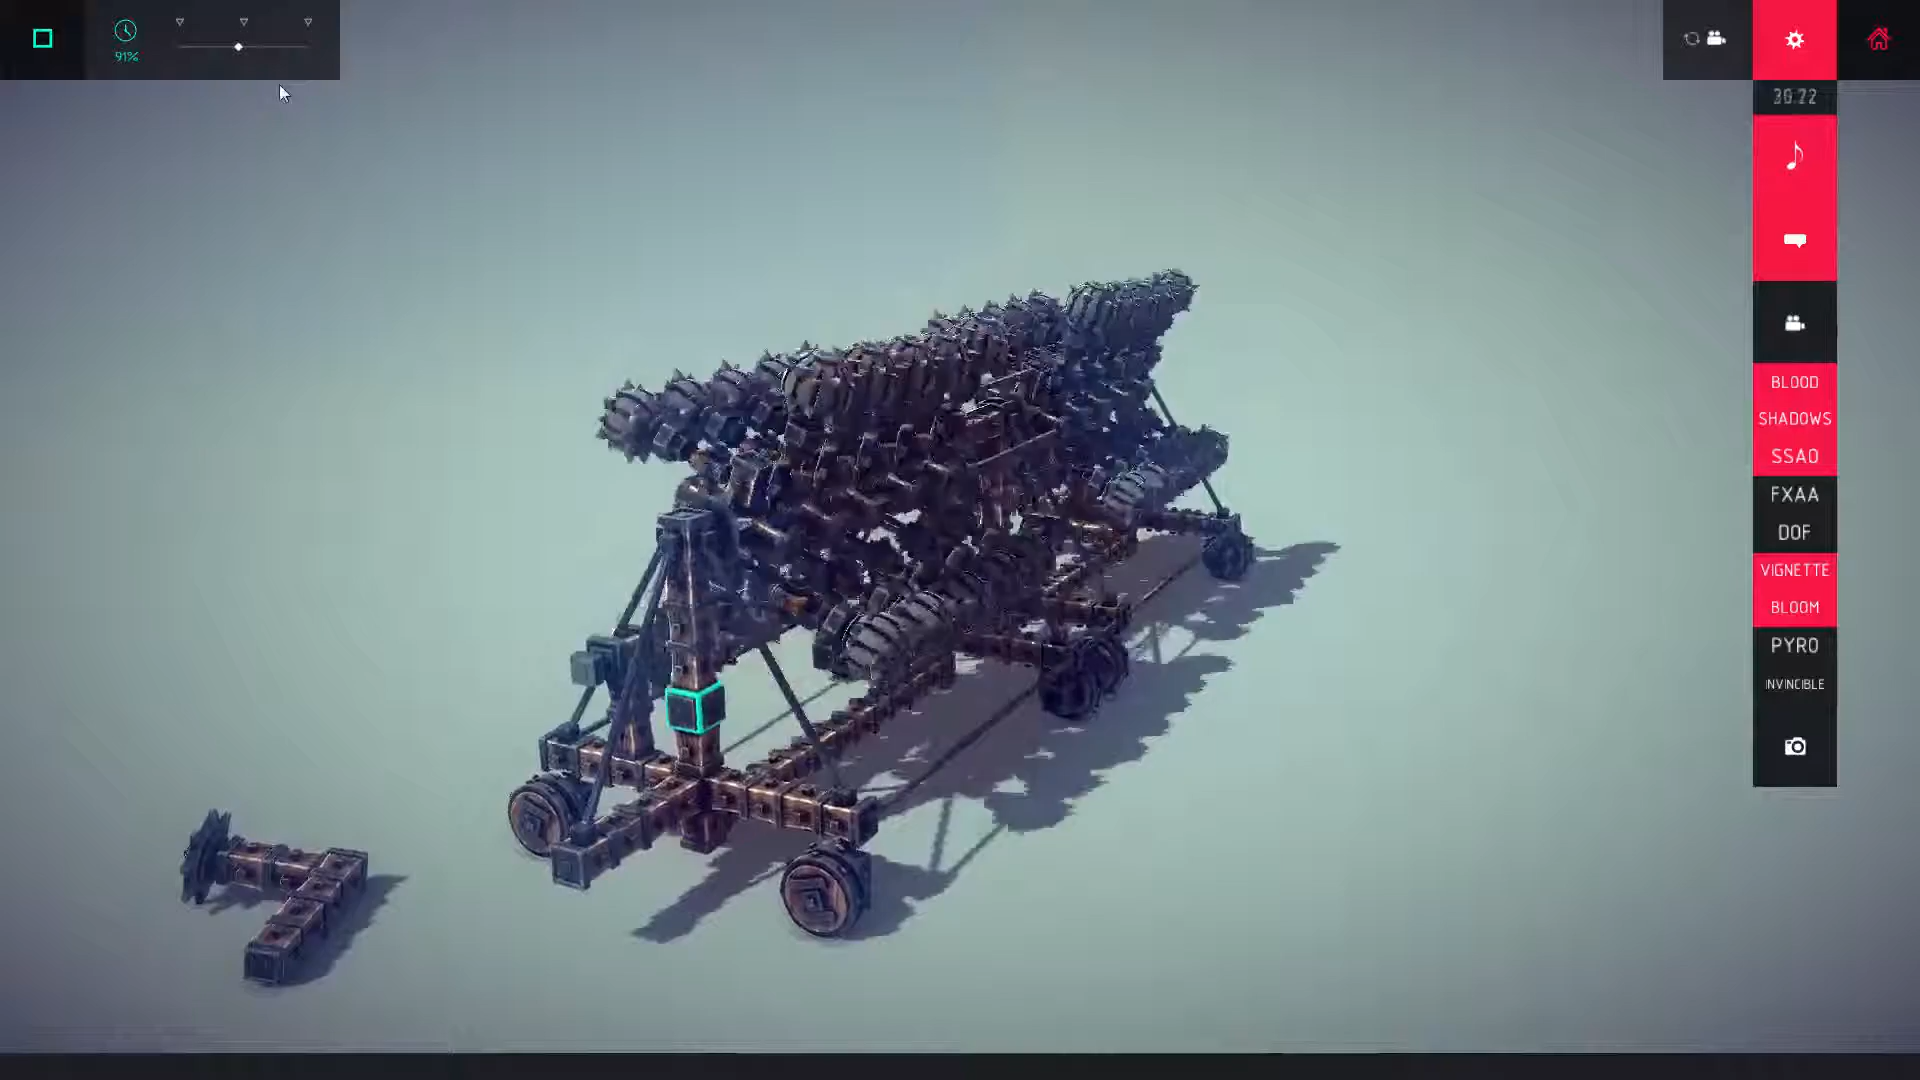 91%
30.22
BLOOD
SHADOWS
SSAO
FXAA
DOF
VIGNETTE
BLOOM
PYRO
INVINCIBLE